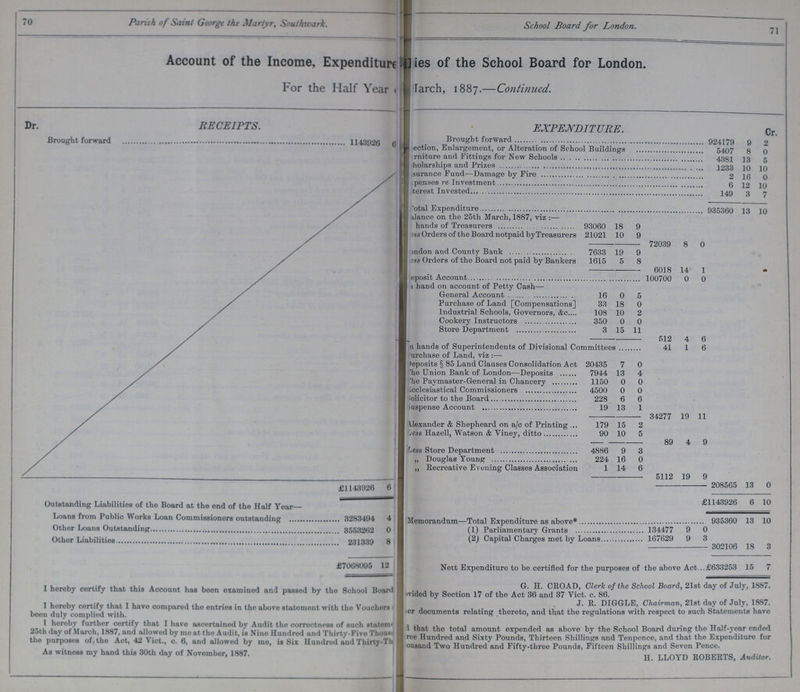 70
Parish of Saint George the Martyr, Southwark.
Account of the Income, Expenditure
For the Half Year
Dr.
RECEIPTS.
Brought forward 1143926 6
£1143926 6
Outstanding Liabilities of the Board at the end of the Half Year—
Loans from Public Works Loan Commissioners outstanding 3283494 4
Other Loans Outstanding 3553262 0
Other Liabilities 231339 8
£7068095 12
I hereby certify that this Account has been examined and passed by the School Board
I hereby certify that I have compared the entries in the above statement with the Vouchers
been duly complied with.
I hereby further certify that I have ascertained by Audit the correctness of such stateme
25th day of March, 1887, and allowed by me at the Audit, is Nine Hundred and Thirty-Five Thous
the purposes of, the Act, 42 Vict., c. 6, and allowed by me, is Six Hundred and Thirty-Th
As witness my hand this 30th day of November, 1887.
School Board for London.
71
ies of the School Board for London.
March, 1887.—Continued.
EXPENDITURE.
Cr.
Brought forward 924179 9 2
ection, Enlargement, or Alteration of School Buildings 5407 8 0
rniture and Fittings for New Schools 4381 13 5
holarships and Prizes 1233 10 10
surance Fund—Damage by Fire 2 16 0
penses re Investment 6 12 10
terest Invested 149 3 7
otal Expenditure 935360 13 10
alance on the 25th March, 1887, viz :—
hands of Treasurers 93060 18 9
ess Orders of the Board not paid by Treasurers 21021 10 9
72039 8 0
ondon and County Bank 7633 19 9
ess Orders of the Board not paid by Bankers 1615 5 8
6018 14 1
eposit Account 100700 0 0
hand on account of Petty Cash—
General Account 16 0 5
Purchase of Land [Compensations] 33 18 0
Industrial Schools, Governors, &c. 108 10 2
Cookery Instructors 350 0 0
Store Department 3 15 11
512 4 6
n hands of Superintendents of Divisional Committees 41 1 6
urchase of Land, viz :—
Deposits § 85 Land Clauses Consolidation Act 20435 7 0
The Union Bank of London—Deposits 7944 13 4
The Paymaster-General in Chancery 1150 0 0
Ecclesiastical Commissioners 4500 0 0
Solicitor to the Board 228 6 6
Suspense Account 19 13 1
34277 19 11
Alexander & Shepheard on a/c of Printing 179 15 2
Less Hazell, Watson & Viney, ditto 90 10 5
89 4 9
Less Store Department 4886 9 3
„ Douglas Young 224 16 0
„ Recreative Evening Classes Association 1 14 6
5112 19 9
208565 13 0
£1143926 6 10
Memorandum—Total Expenditure as above* 935360 13 10
(1) Parliamentary Grants 134477 9 0
(2) Capital Charges met by Loans 167629 9 3
302106 18 3
Nett Expenditure to be certified for the purposes of the above Act £633253 15 7
G. H. CROAD, Clerk of the School Board, 21st day of July, 1887.
ovided by Section 17 of the Act 36 and 37 Vict. c. 86.
J. R. DIGGLE, Chairman, 21st day of July, 1887.
er documents relating thereto, and that the regulations with respect to such Statements have
d that the total amount expended as above by the School Board during the Half-year ended
ree Hundred and Sixty Pounds, Thirteen Shillings and Tenpence, and that the Expenditure for
ousand Two Hundred and Fifty-three Pounds, Fifteen Shillings and Seven Pence.
H. LLOYD ROBERTS, Auditor.